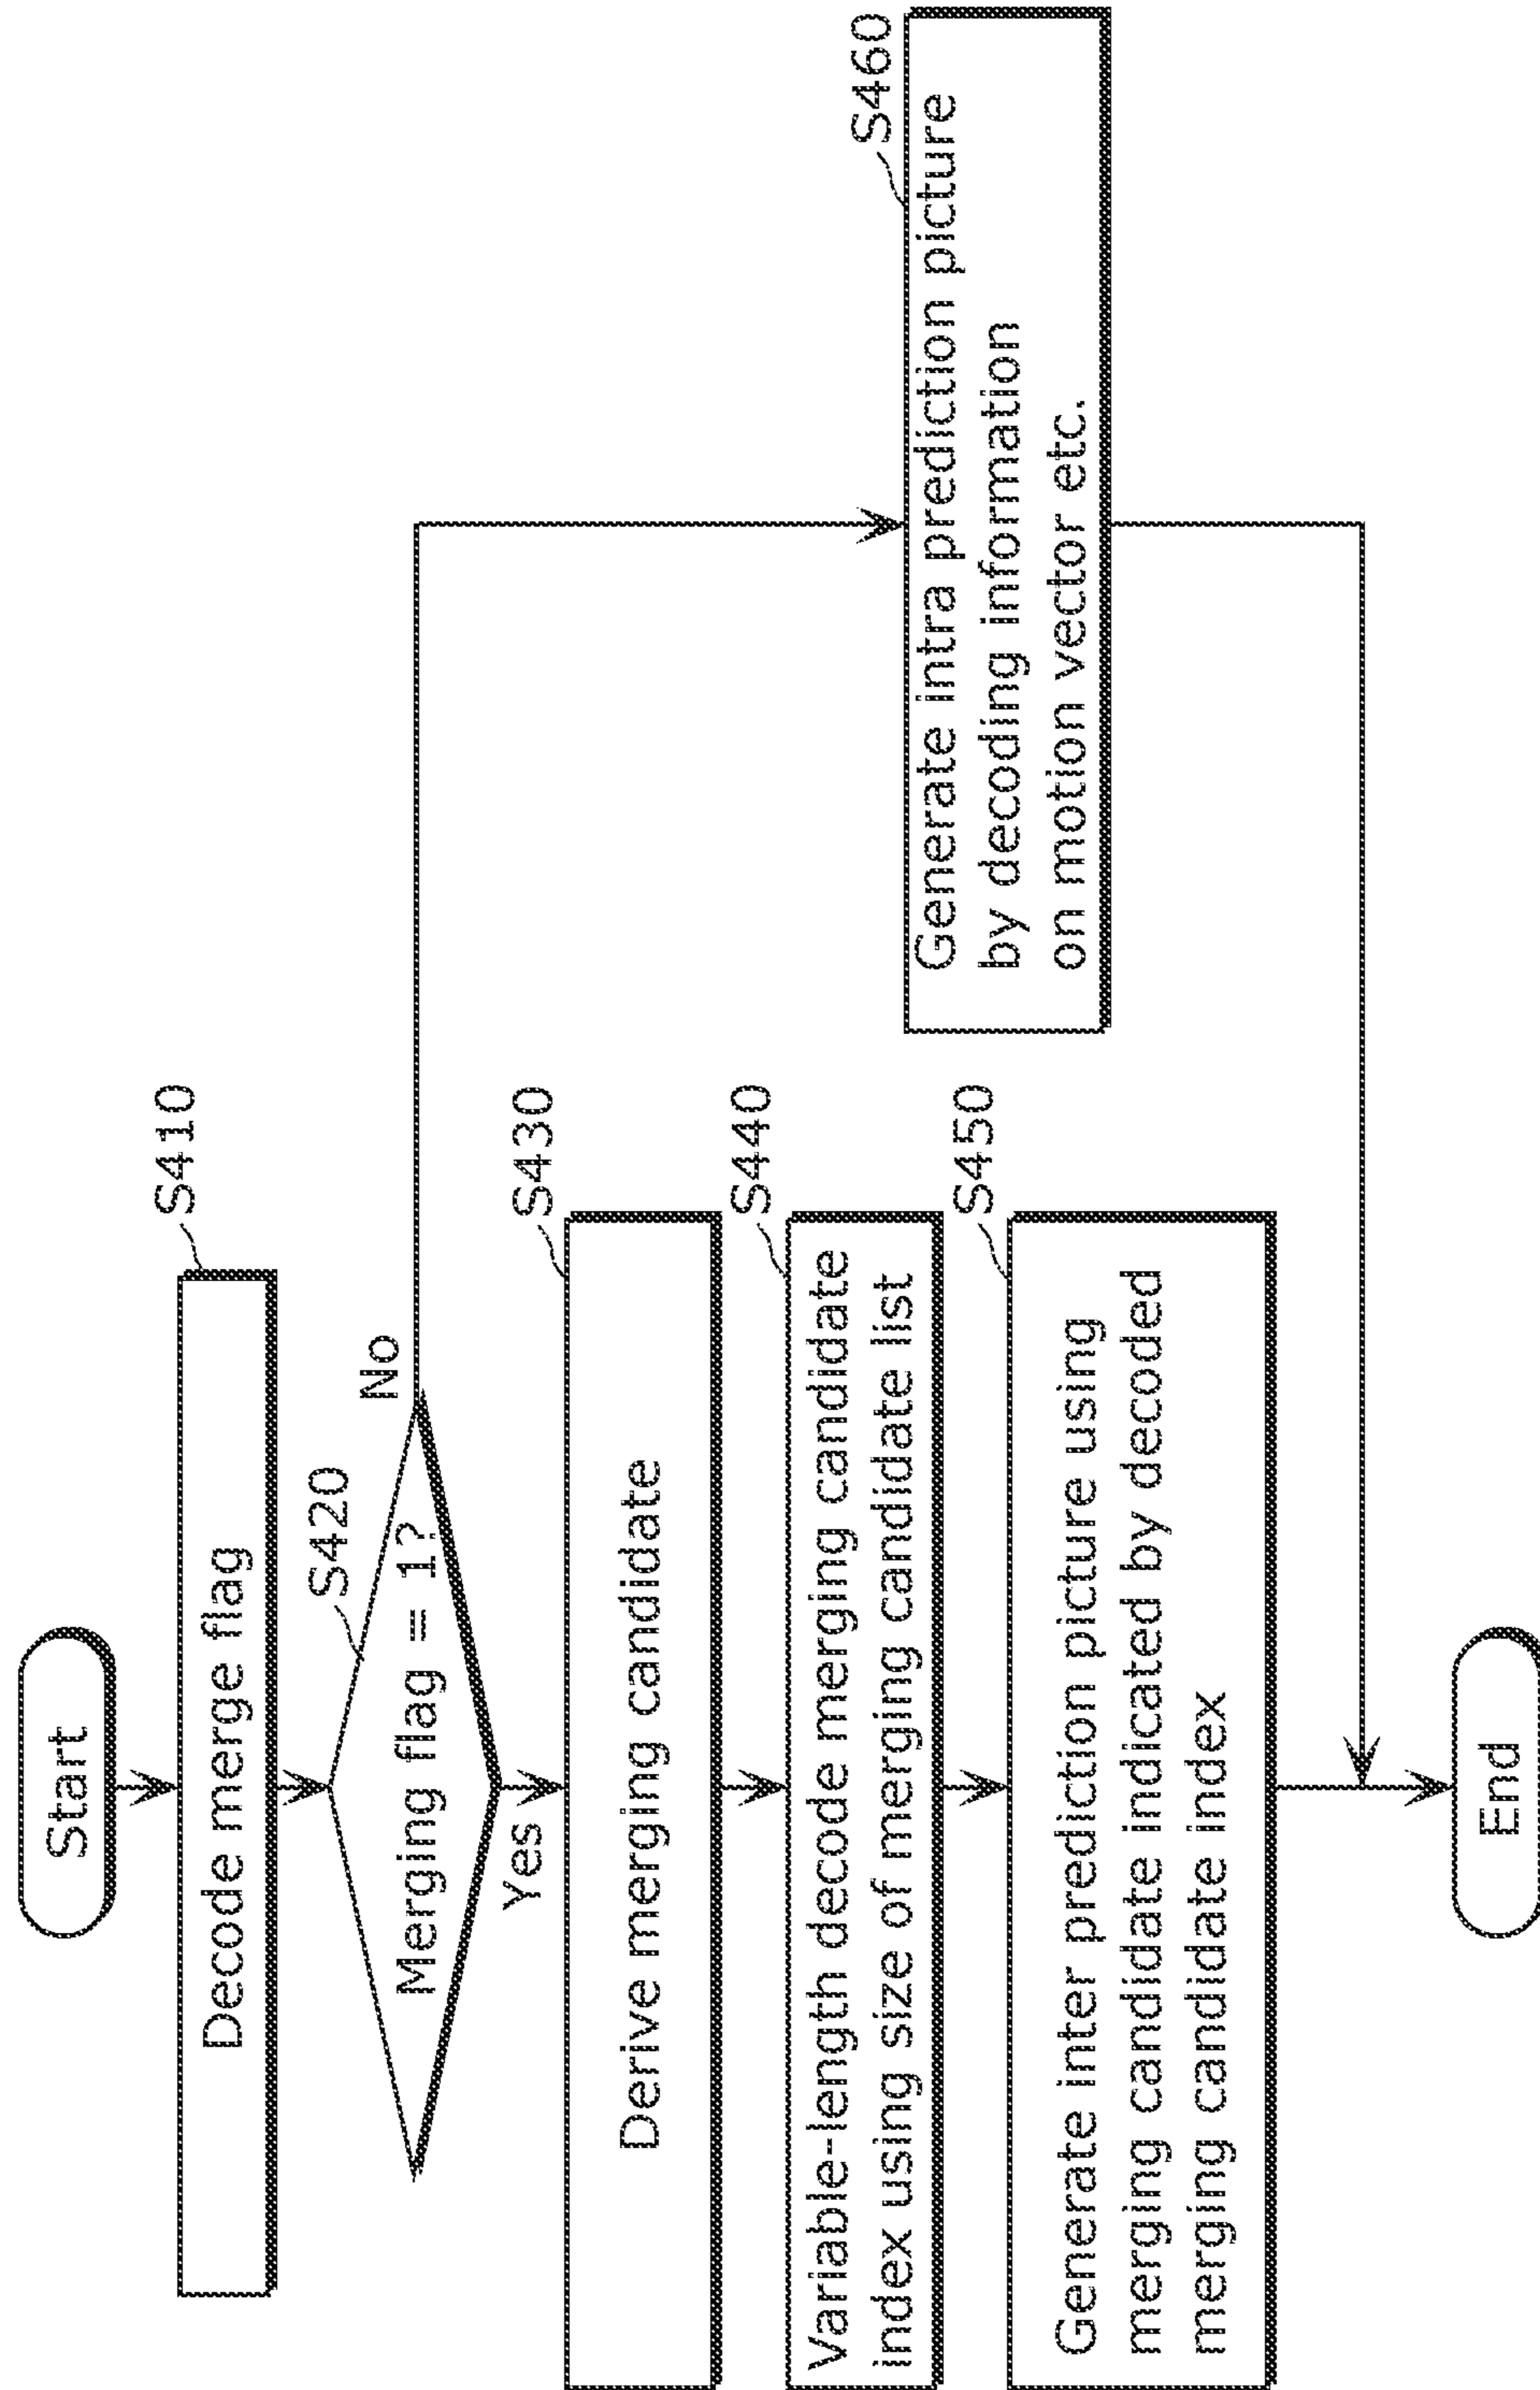 Start
S410
Decode merge flag
S420
Merging flag = 1?
No
Yes
S430
Derive merging candidate
S440
Variable-length decode merging candidate
index using size of merging candidate list
S450
Generate inter prediction picture using
merging candidate indicated by decoded
merging candidate index
S460
Generate intra prediction picture
by decoding information
on motion vector etc.
End